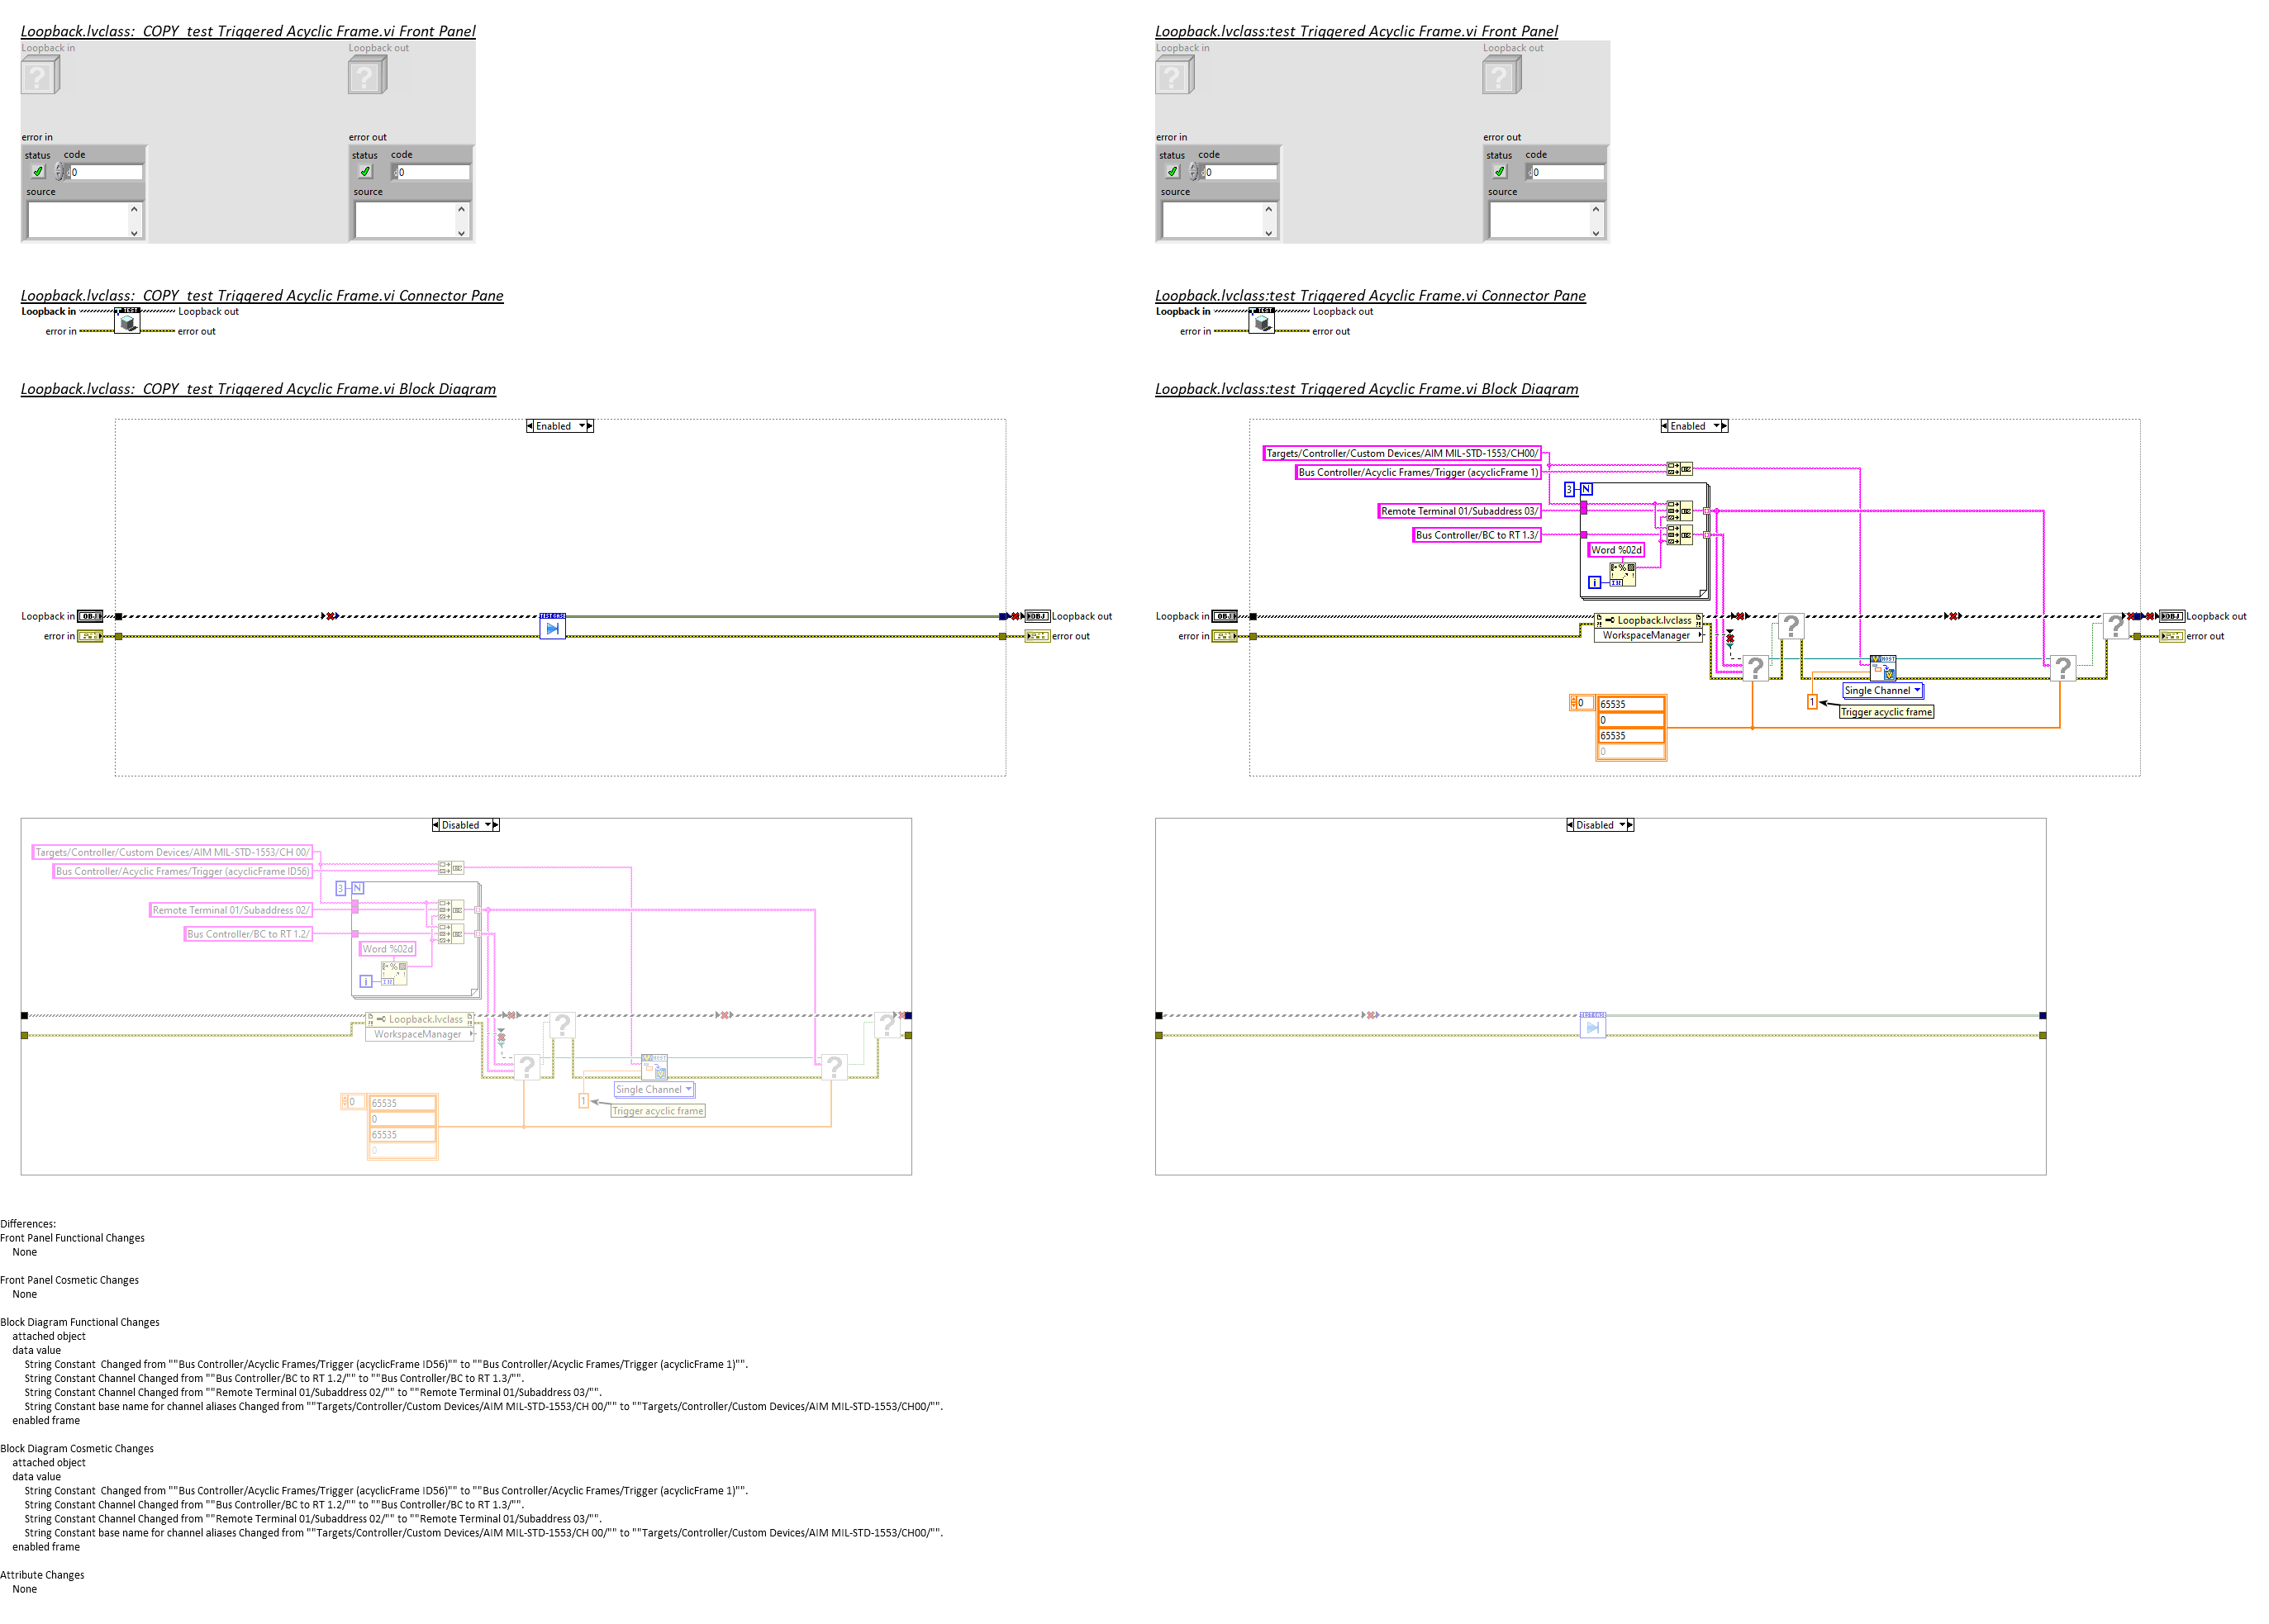 Loopback.lvclass:  COPY  test Triggered Acyclic Frame.vi Front Panel
Loopback in
Loopback out
?
?
error in
error out
status
code
status
code
0
0
source
source
Loopback.lvclass:  COPY  test Triggered Acyclic Frame.vi Connector Pane
Loopback in
Loopback out
TEST
error in
error out
Loopback.lvclass:  COPY  test Triggered Acyclic Frame.vi Block Diagram
Enabled
Loopback in
OBJ
OBJ
Loopback out
error in
error out
Disabled
Targets/Controller/Custom Devices/AIM MIL-STD-1553/CH 00/
Bus Controller/Acyclic Frames/Trigger (acyclicFrame ID56)
3
N
Remote Terminal 01/Subaddress 02/
Bus Controller/BC to RT 1.2/
Word %02d
i
Loopback.lvclass
WorkspaceManager
?
?
?
?
HOST
Single Channel
1
Trigger acyclic frame
0
65535
0
65535
0
Loopback.lvclass:test Triggered Acyclic Frame.vi Front Panel
Loopback in
Loopback out
?
?
error in
error out
status
code
status
code
0
0
source
source
Loopback.lvclass:test Triggered Acyclic Frame.vi Connector Pane
Loopback in
Loopback out
TEST
error in
error out
Loopback.lvclass:test Triggered Acyclic Frame.vi Block Diagram
Enabled
Targets/Controller/Custom Devices/AIM MIL-STD-1553/CH00/
Bus Controller/Acyclic Frames/Trigger (acyclicFrame 1)
3
N
Remote Terminal 01/Subaddress 03/
Bus Controller/BC to RT 1.3/
Word %02d
i
Loopback in
OBJ
Loopback.lvclass
WorkspaceManager
?
?
?
?
OBJ
Loopback out
error in
error out
HOST
Single Channel
1
Trigger acyclic frame
0
65535
0
65535
0
Disabled
Differences:
Front Panel Functional Changes
None
Front Panel Cosmetic Changes
None
Block Diagram Functional Changes
attached object
data value
String Constant  Changed from ""Bus Controller/Acyclic Frames/Trigger (acyclicFrame ID56)"" to ""Bus Controller/Acyclic Frames/Trigger (acyclicFrame 1)"".
String Constant Channel Changed from ""Bus Controller/BC to RT 1.2/"" to ""Bus Controller/BC to RT 1.3/"".
String Constant Channel Changed from ""Remote Terminal 01/Subaddress 02/"" to ""Remote Terminal 01/Subaddress 03/"".
String Constant base name for channel aliases Changed from ""Targets/Controller/Custom Devices/AIM MIL-STD-1553/CH 00/"" to ""Targets/Controller/Custom Devices/AIM MIL-STD-1553/CH00/"".
enabled frame
Block Diagram Cosmetic Changes
attached object
data value
String Constant  Changed from ""Bus Controller/Acyclic Frames/Trigger (acyclicFrame ID56)"" to ""Bus Controller/Acyclic Frames/Trigger (acyclicFrame 1)"".
String Constant Channel Changed from ""Bus Controller/BC to RT 1.2/"" to ""Bus Controller/BC to RT 1.3/"".
String Constant Channel Changed from ""Remote Terminal 01/Subaddress 02/"" to ""Remote Terminal 01/Subaddress 03/"".
String Constant base name for channel aliases Changed from ""Targets/Controller/Custom Devices/AIM MIL-STD-1553/CH 00/"" to ""Targets/Controller/Custom Devices/AIM MIL-STD-1553/CH00/"".
enabled frame
Attribute Changes
None